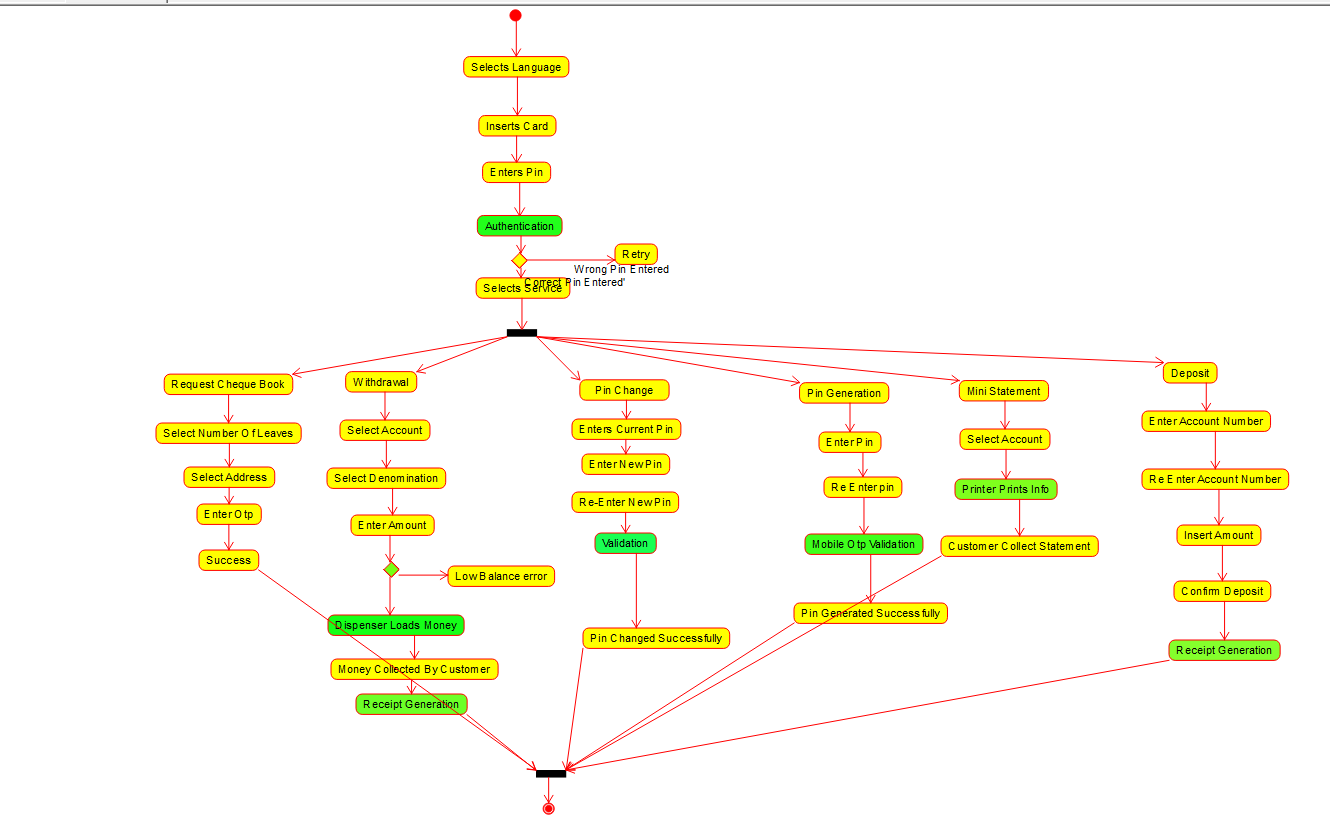 Selects Language
Inserts Card
Enters Pin
Authentication
Retry
Wrong Pin Entered
Correct Pin Entered'
Selects Service
Request Cheque Book
Select Number Of Leaves
Select Address
Enter Otp
Success
Withdrawal
Select Account
Select Denomination
Enter Amount
Low Balance error
Dispenser Loads Money
Money Collected By Customer
Receipt Generation
Pin Change
Enters Current Pin
Enter New Pin
Re-Enter New Pin
Validation
Pin Changed Successfully
Pin Generation
Enter Pin
Re Enter pin
Mobile Otp Validation
Pin Generated Successfully
Mini Statement
Select Account
Printer Prints Info
Customer Collect Statement
Deposit
Enter Account Number
Re Enter Account Number
Insert Amount
Confirm Deposit
Receipt Generation